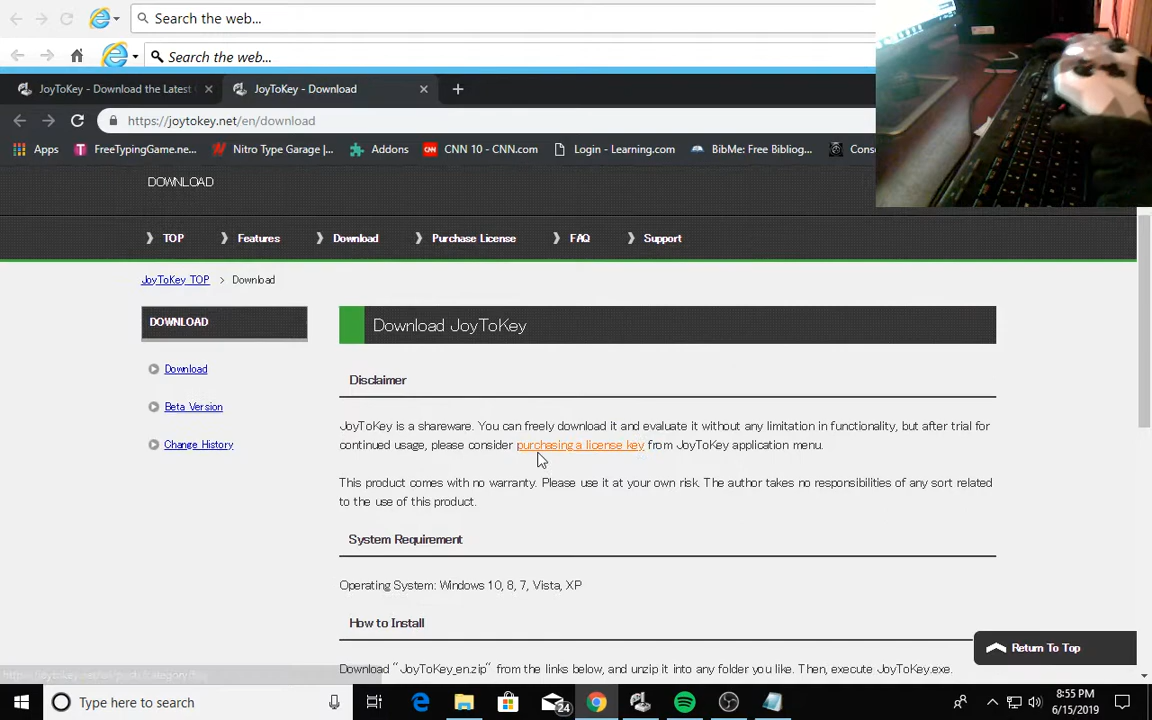 Search the web...
Search the web...
JoyToKey - Download the Latest
JoyToKey - Download
https://joytokey.net/en/download
Apps
FreeTypingGame.ne...
Nitro Type Garage |...
Addons
CNN 10 - CNN.com
Login - Learning.com
BibMe: Free Bibliog...
Cons
DOWNLOAD
TOP
Features
Download
Purchase License
FAQ
Support
JoyToKey TOP > Download
DOWNLOAD
Download
Beta Version
Change History
Download JoyToKey
Disclaimer
JoyToKey is a shareware. You can freely download it and evaluate it without any limitation in functionality, but after trial for
continued usage, please consider purchasing a license key from JoyToKey application menu.
This product comes with no warranty. Please use it at your own risk. The author takes no responsibilities of any sort related
to the use of this product.
System Requirement
Operating System: Windows 10, 8, 7, Vista, XP
How to Install
Download "JoyToKey_en.zip" from the links below, and unzip it into any folder you like. Then, execute JoyToKey.exe.
Return To Top
Type here to search
24
8:55 PM
6/15/2019